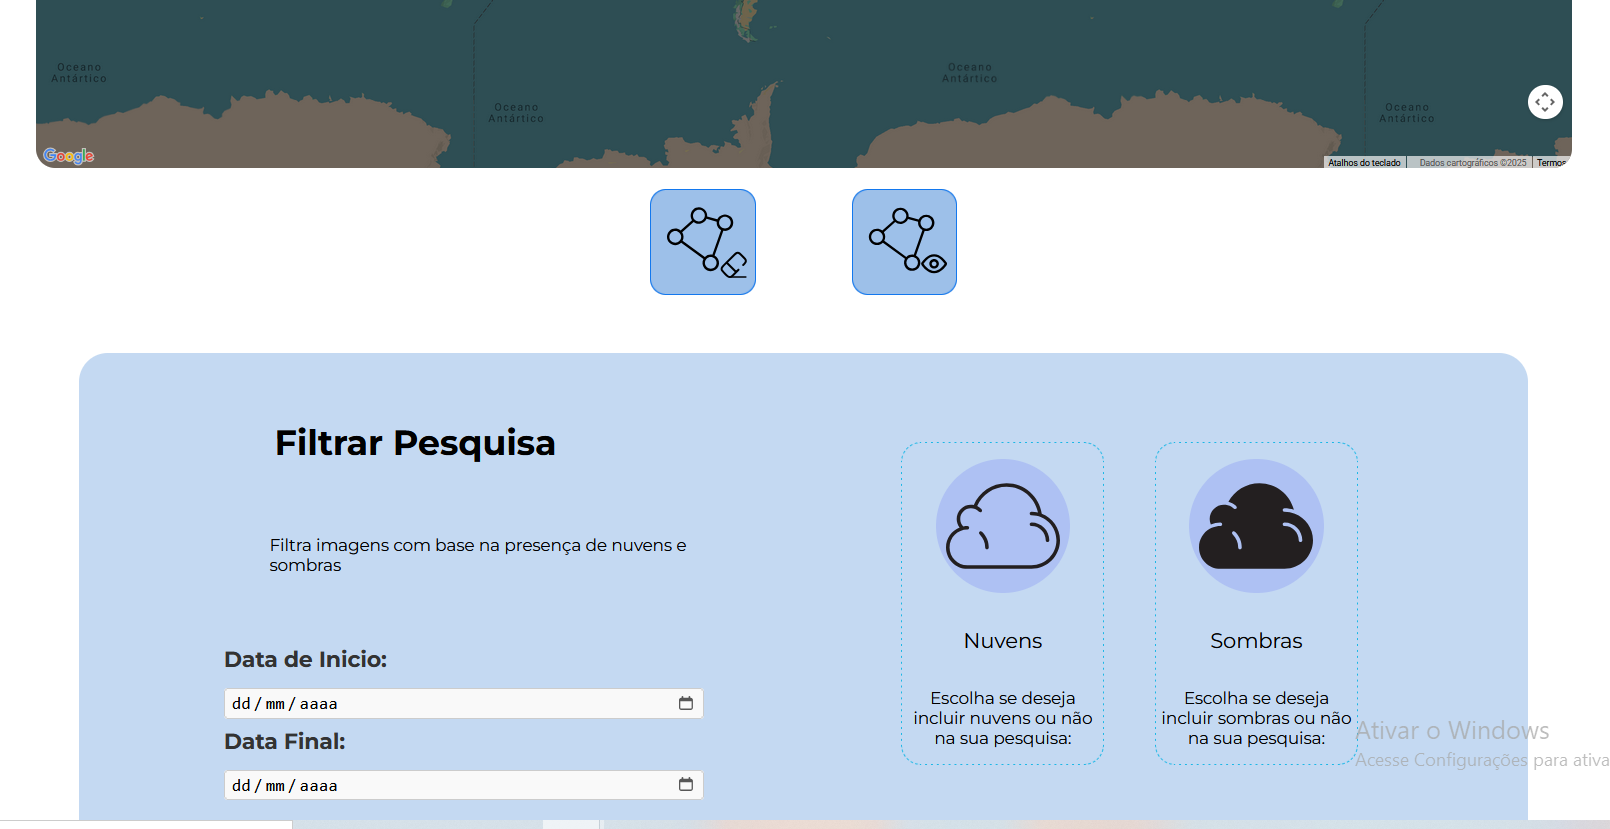 Oceano
Antártico
Oceano
Antártico
Oceano
Antártico
Oceano
Antártico
Google
Atalhos do teclado
Dados cartográficos ©2025
Termos
Filtrar Pesquisa
Filtra imagens com base na presença de nuvens e
sombras
Data de Inicio:
dd/mm/aaaa
Data Final:
dd/mm/aaaa
Nuvens
Escolha se deseja
incluir nuvens ou não
na sua pesquisa:
Sombras
Escolha se deseja
incluir sombras ou não
na sua pesquisa:
Ativar o Windows
Acesse Configurações para ativa